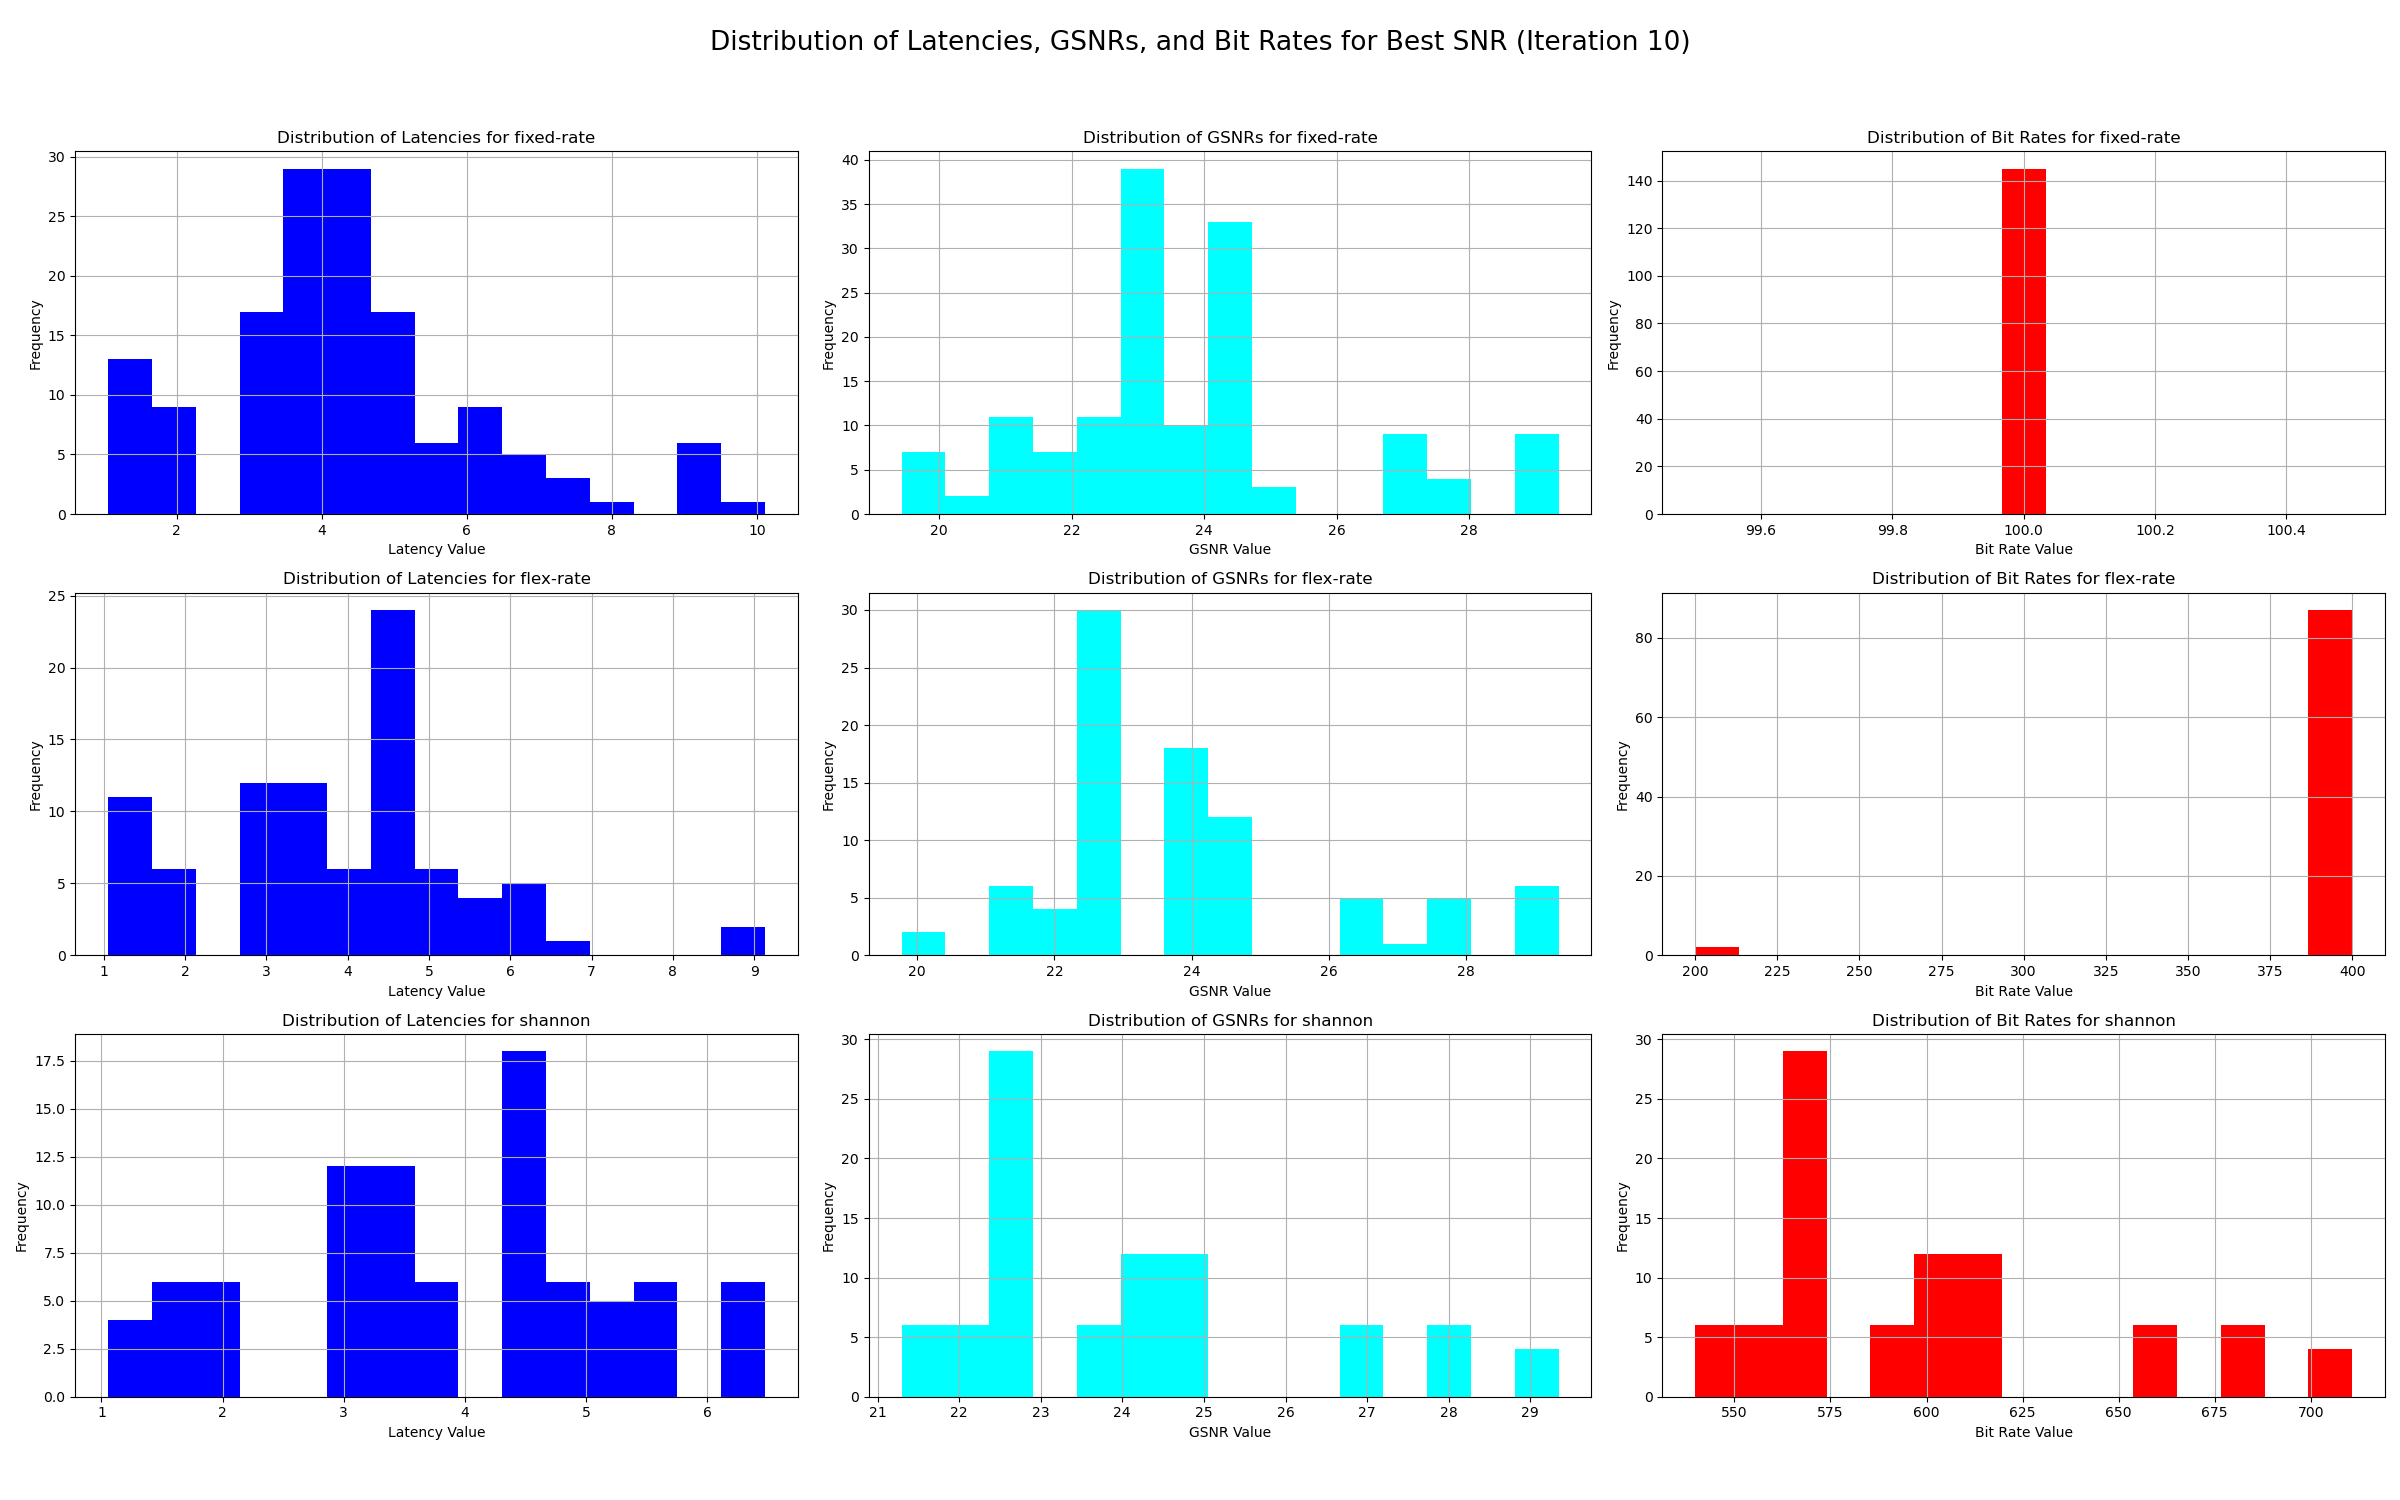 Distribution of Latencies, GSNRs, and Bit Rates for Best SNR (Iteration 10)
Distribution of Latencies for fixed-rate
30
25
20
15
10
5
0
Frequency
2 4 6 8 10
Latency Value
Distribution of GSNRs for fixed-rate
40
35
30
25
20
15
10
5
0
Frequency
20 22 24 26 28
GSNR Value
Distribution of Bit Rates for fixed-rate
140
120
100
80
60
40
20
0
Frequency
99.6 99.8 100.0 100.2 100.4
Bit Rate Value
Distribution of Latencies for flex-rate
25
20
15
10
5
0
Frequency
1 2 3 4 5 6 7 8 9
Latency Value
Distribution of GSNRs for flex-rate
30
25
20
15
10
5
0
Frequency
20 22 24 26 28
GSNR Value
Distribution of Bit Rates for flex-rate
80
60
40
20
0
Frequency
200 225 250 275 300 325 350 375 400
Bit Rate Value
Distribution of Latencies for shannon
17.5
15.0
12.5
10.0
7.5
5.0
2.5
0.0
Frequency
1 2 3 4 5 6
Latency Value
Distribution of GSNRs for shannon
30
25
20
15
10
5
0
Frequency
21 22 23 24 25 26 27 28 29
GSNR Value
Distribution of Bit Rates for shannon
30
25
20
15
10
5
0
Frequency
550 575 600 625 650 675 700
Bit Rate Value